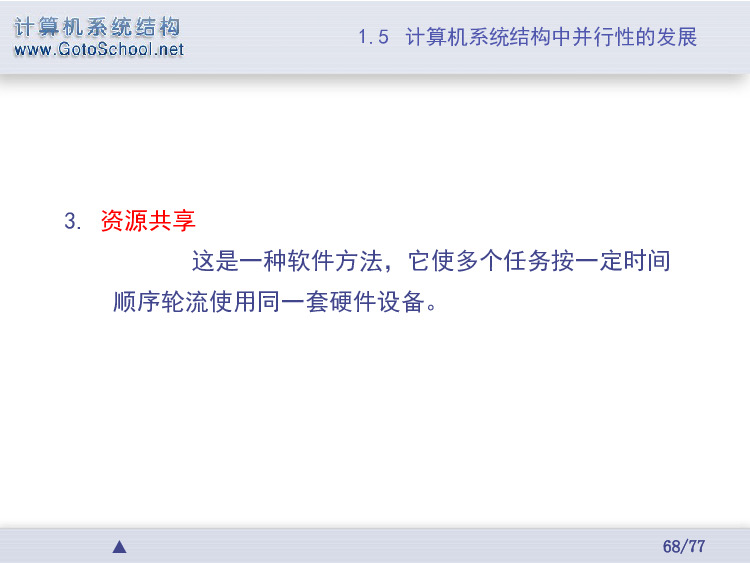 计算机系统结构
www.GotoSchool.net
1.5 计算机系统结构中并行性的发展
3. 资源共享
这是一种软件方法，它使多个任务按一定时间
顺序轮流使用同一套硬件设备。
68/77